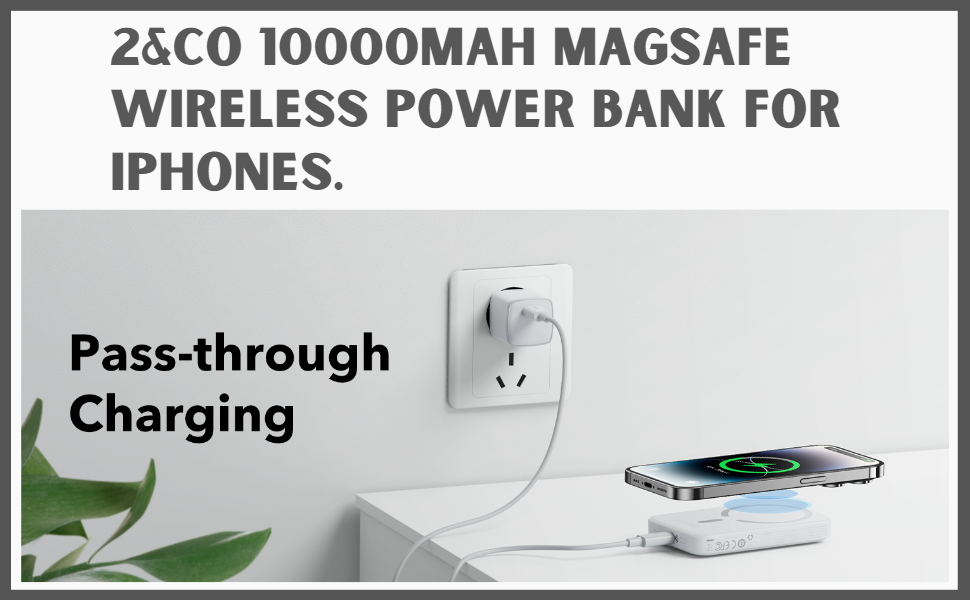 2&CO 10000MAH MAGSAFE
WIRELESS POWER BANK FOR
IPHONES.
Pass-through
Charging